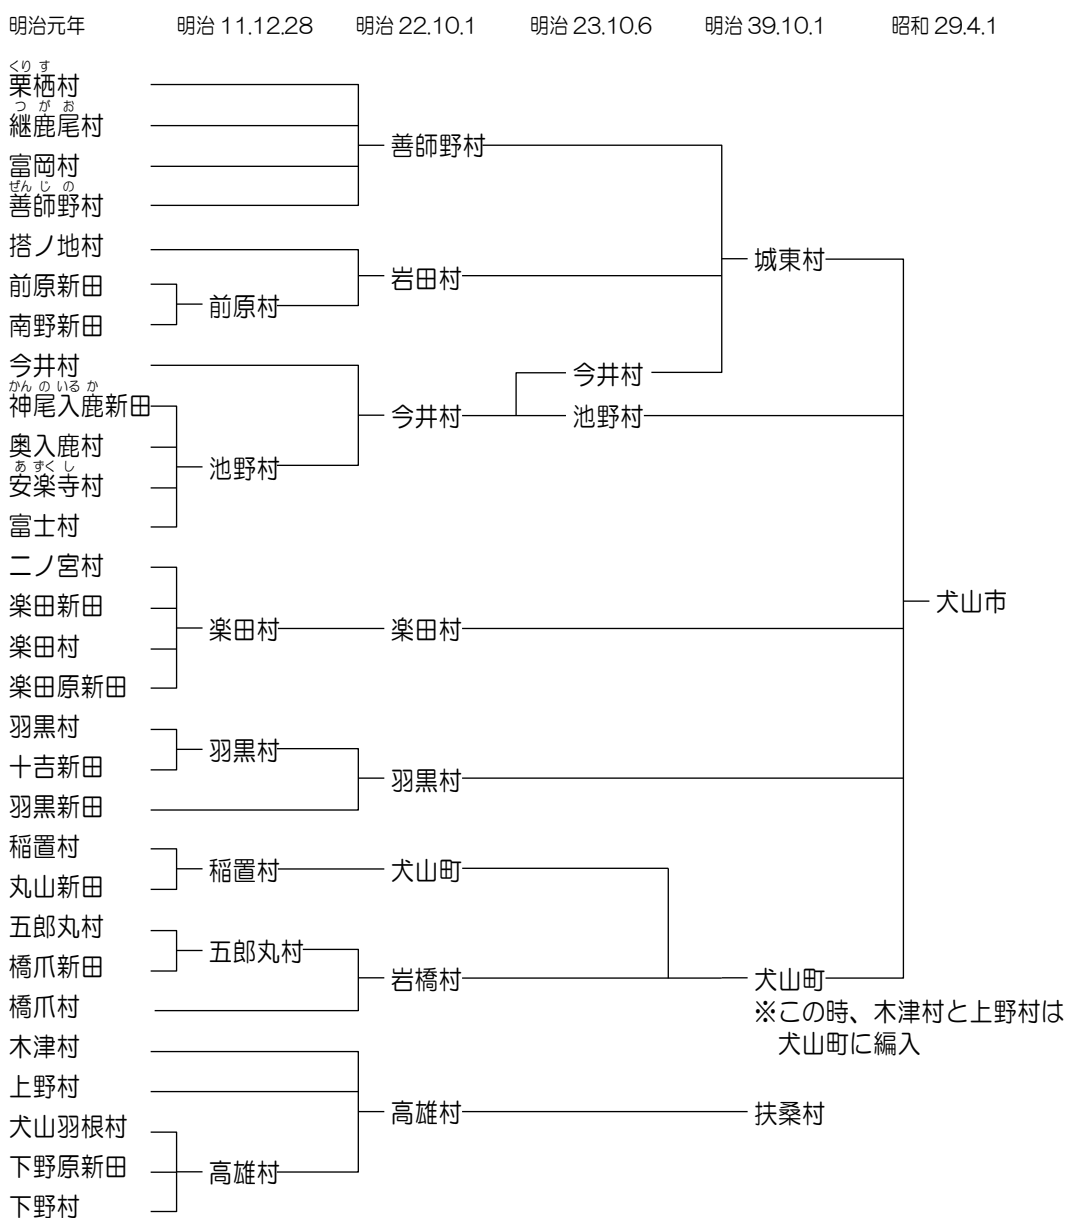 明治元年 明治 11.12.28 明治 22.10.1 明治 23.10.6 明治 39.10.1 昭和 29.4.1
くり す
栗栖村
つ が お
継鹿尾村
善師野村
富岡村
ぜん じ の
善師野村
搭ノ地村
城東村
岩田村
前原新田
前原村
南野新田
今井村
今井村
かん の いる か
神尾入鹿新田
今井村 池野村
奥入鹿村
池野村
あ ずく し
安楽寺村
富士村
二ノ宮村
犬山市
楽田新田
楽田村 楽田村
楽田村
楽田原新田
羽黒村
羽黒村
十吉新田
羽黒村
羽黒新田
稲置村
稲置村 犬山町
丸山新田
五郎丸村
五郎丸村
橋爪新田
岩橋村 犬山町
橋爪村
※この時、木津村と上野村は
犬山町に編入
木津村
上野村
高雄村 扶桑村
犬山羽根村
下野原新田
高雄村
下野村